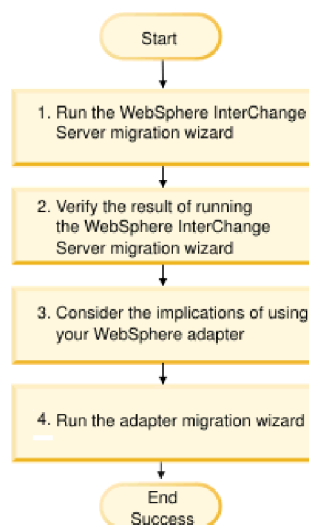 Start
1. Run the WebSphere InterChange
Server migration wizard
2. Verify the result of running
the WebSphere InterChange
Server migration wizard
3. Consider the implications of using
your WebSphere adapter
4. Run the adapter migration wizard
End
Success